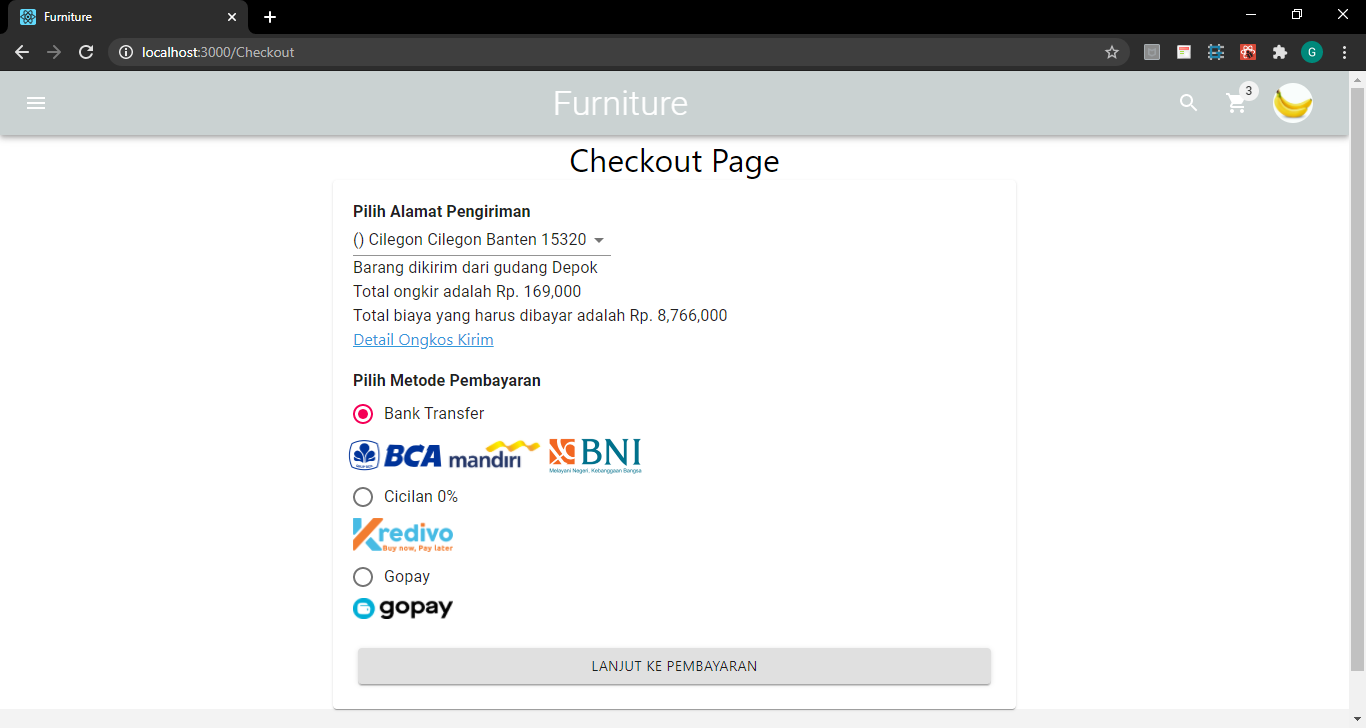 Furniture
localhost:3000/Checkout
G
Furniture
3
Checkout Page
Pilih Alamat Pengiriman
() Cilegon Cilegon Banten 15320
Barang dikirim dari gudang Depok
Total ongkir adalah Rp. 169,000
Total biaya yang harus dibayar adalah Rp. 8,766,000
Detail Ongkos Kirim
Pilih Metode Pembayaran
Bank Transfer
BCA mandiri BNI
Melayani Negeri, Kebanggaan Bangsa
Cicilan 0%
Kredivo
Buy now, Pay later
Gopay
gopay
LANJUT KE PEMBAYARAN